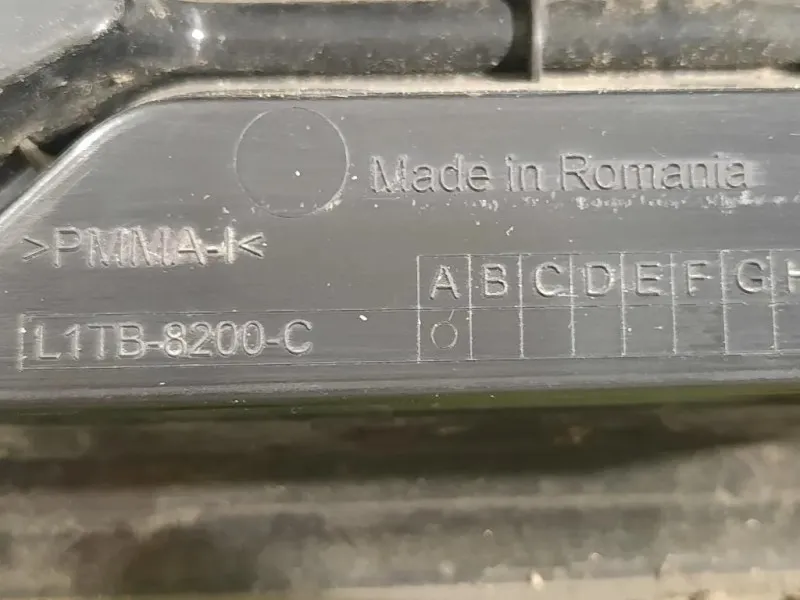 Made in Romania
>PMMA-I<
A B C D E F G H
L1TB-8200-C